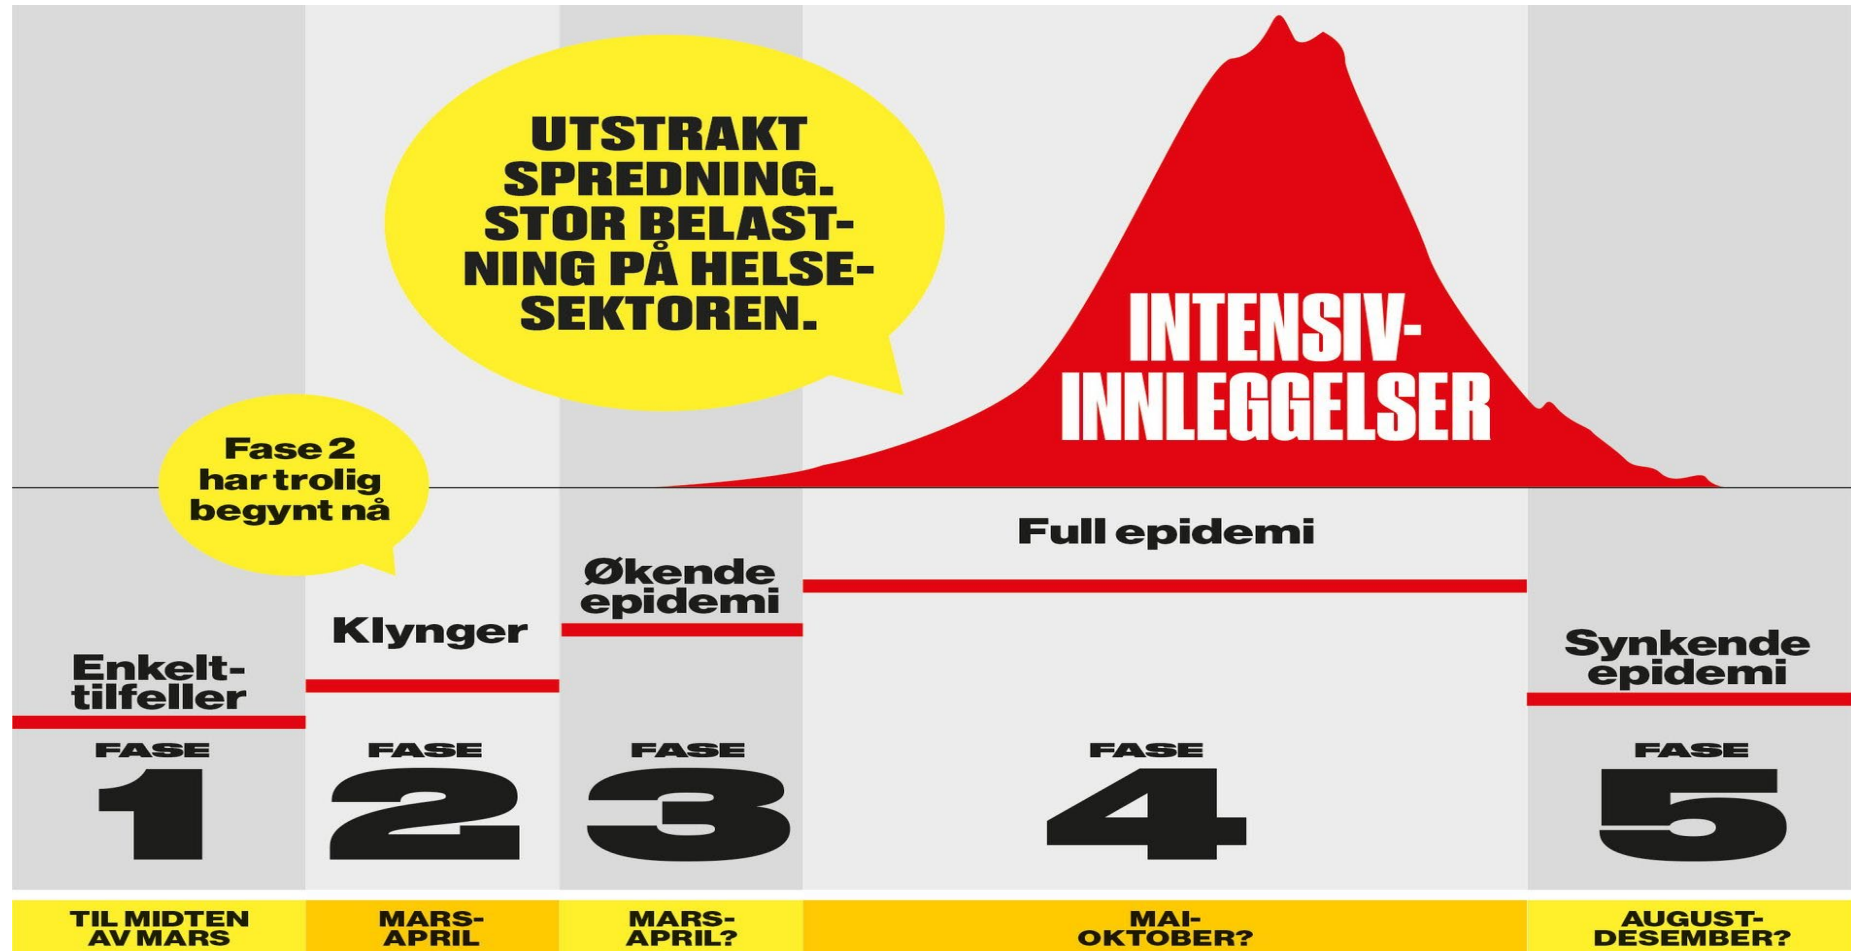 UTSTRAKT
SPREDNING.
STOR BELAST-
NING PÅ HELSE-
SEKTOREN.
INTENSIV-
INNLEGGELSER
Fase 2
har trolig
begynt nå
Enkelt-
tilfeller
FASE
1
Klynger
FASE
2
Økende
epidemi
FASE
3
Full epidemi
FASE
4
Synkende
epidemi
FASE
5
TIL MIDTEN
AV MARS
MARS-
APRIL
MARS-
APRIL?
MAI-
OKTOBER?
AUGUST-
DESEMBER?